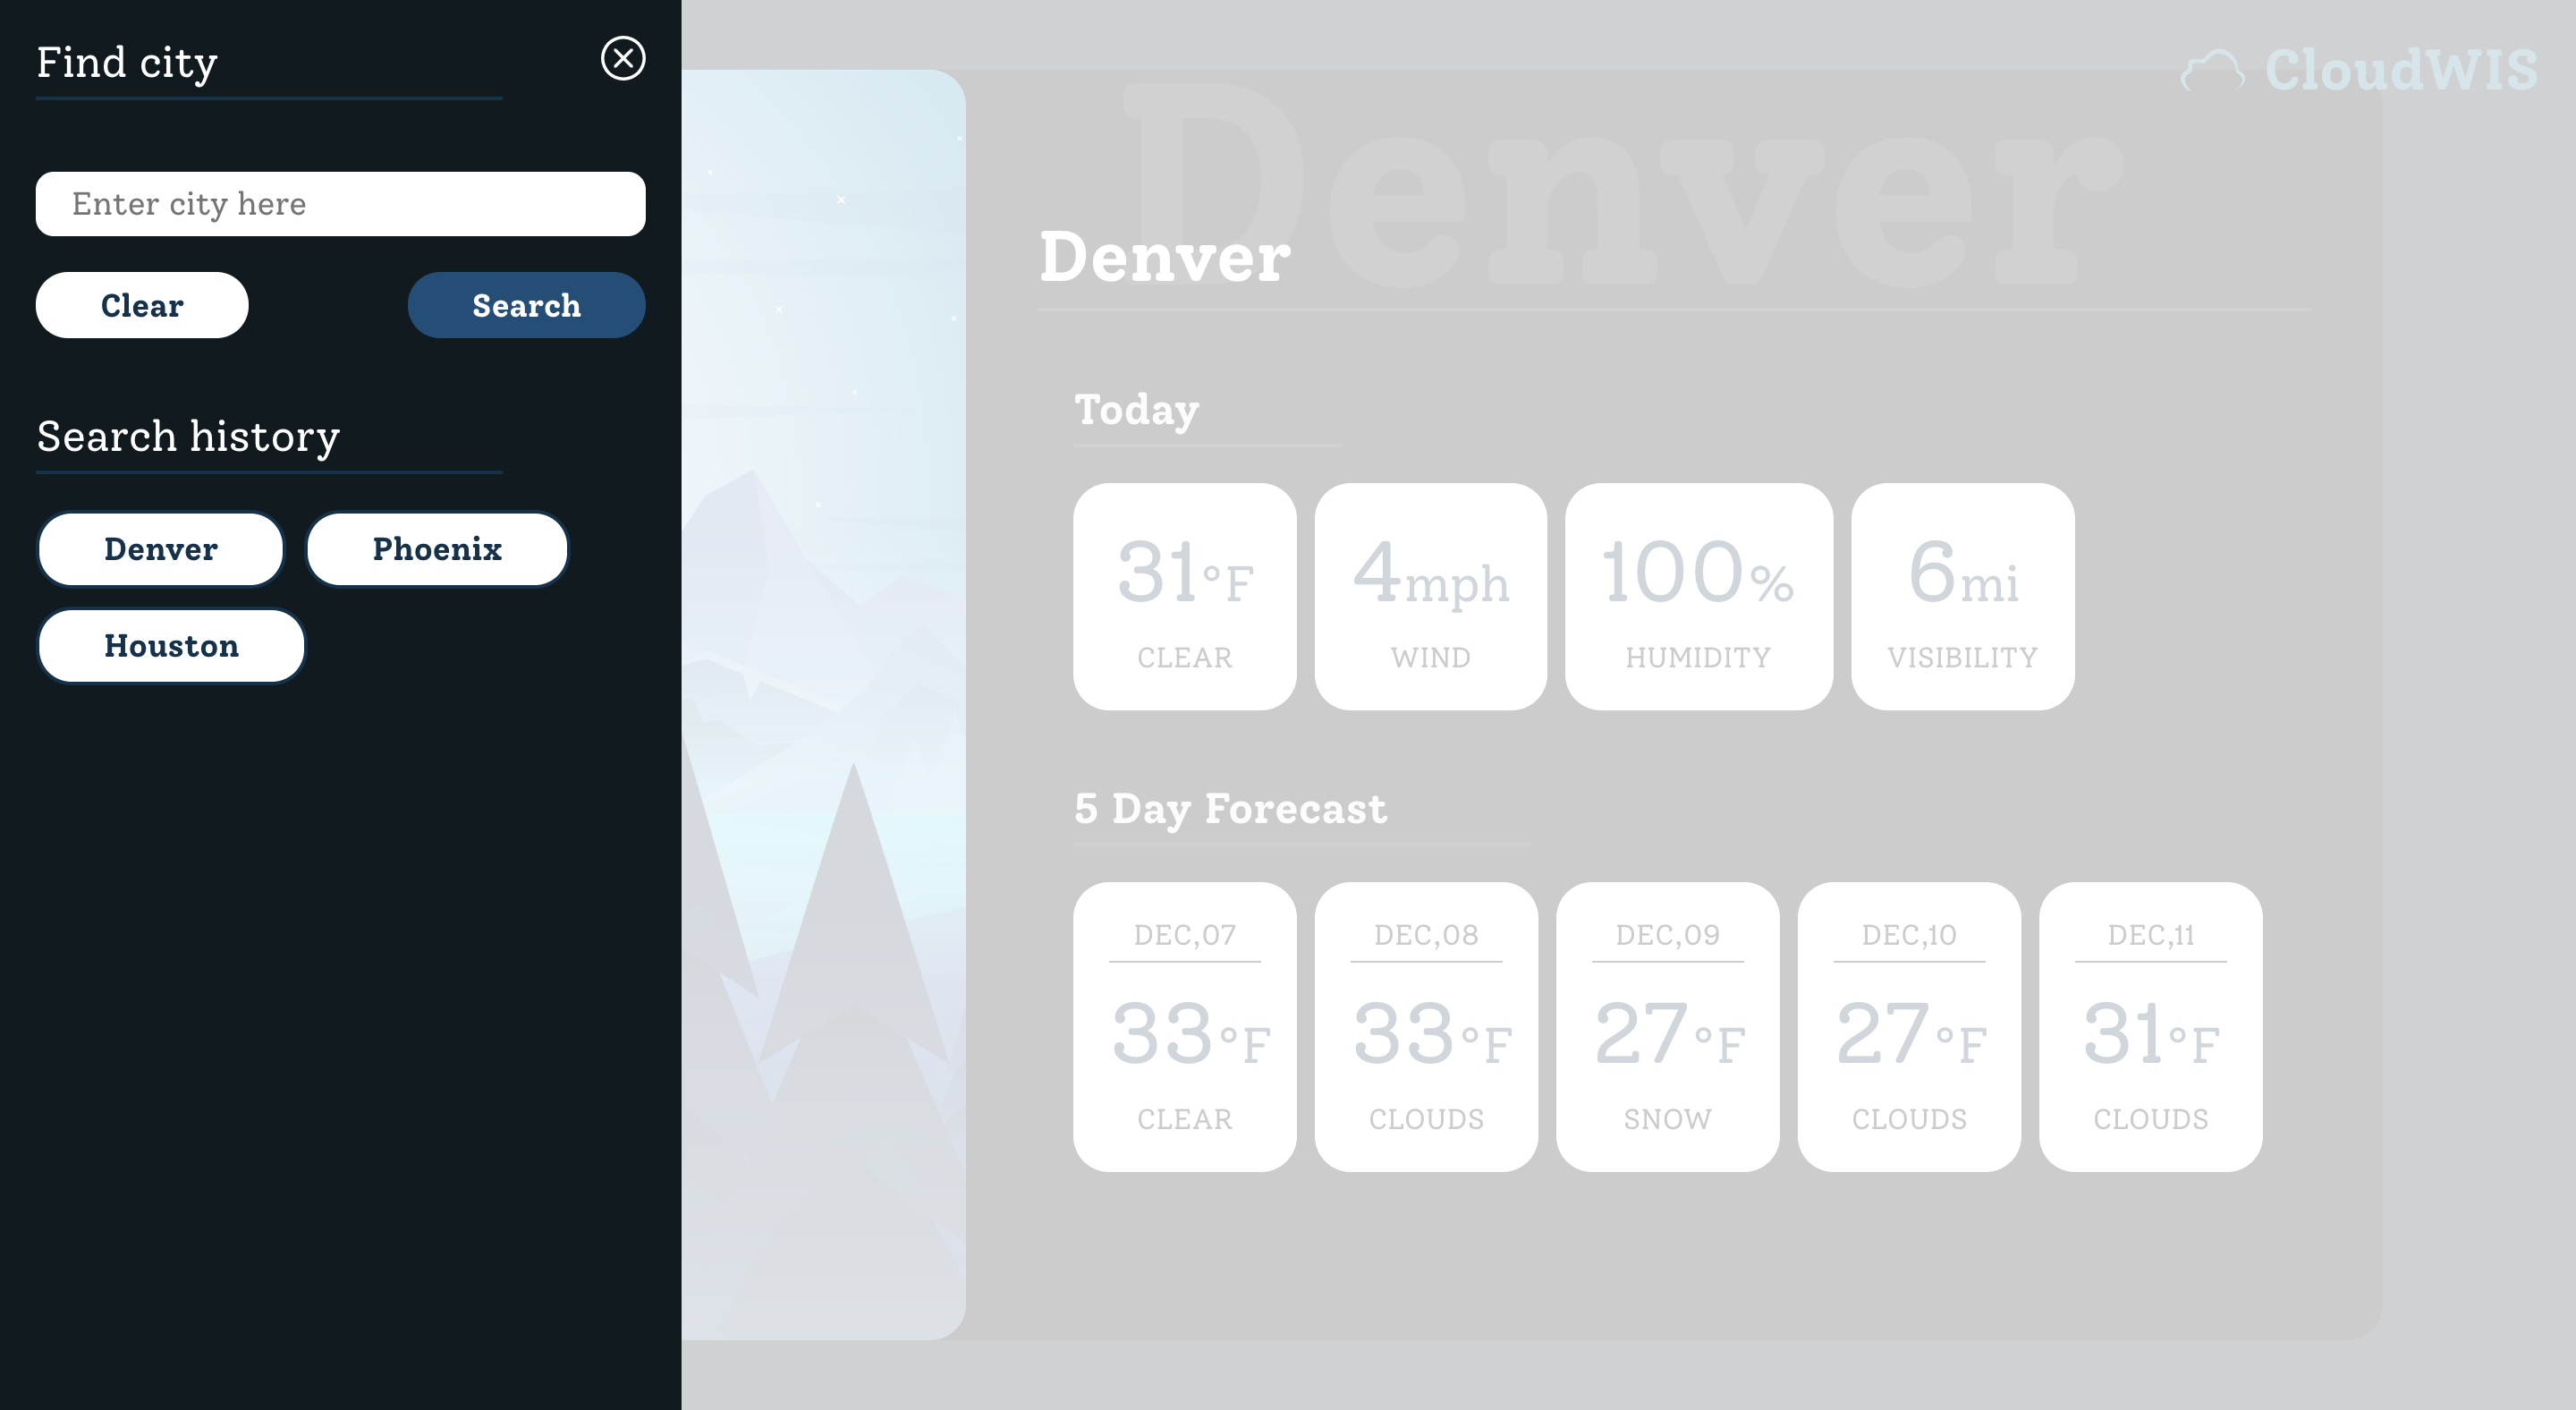 Find city
Enter city here
Clear Search
Search history
Denver Phoenix
Houston
CloudWIS
Denver
Denver
Today
31°F 4mph 100% 6mi
CLEAR WIND HUMIDITY VISIBILITY
5 Day Forecast
DEC,07 DEC,08 DEC,09 DEC,10 DEC,11
33°F 33°F 27°F 27°F 31°F
CLEAR CLOUDS SNOW CLOUDS CLOUDS